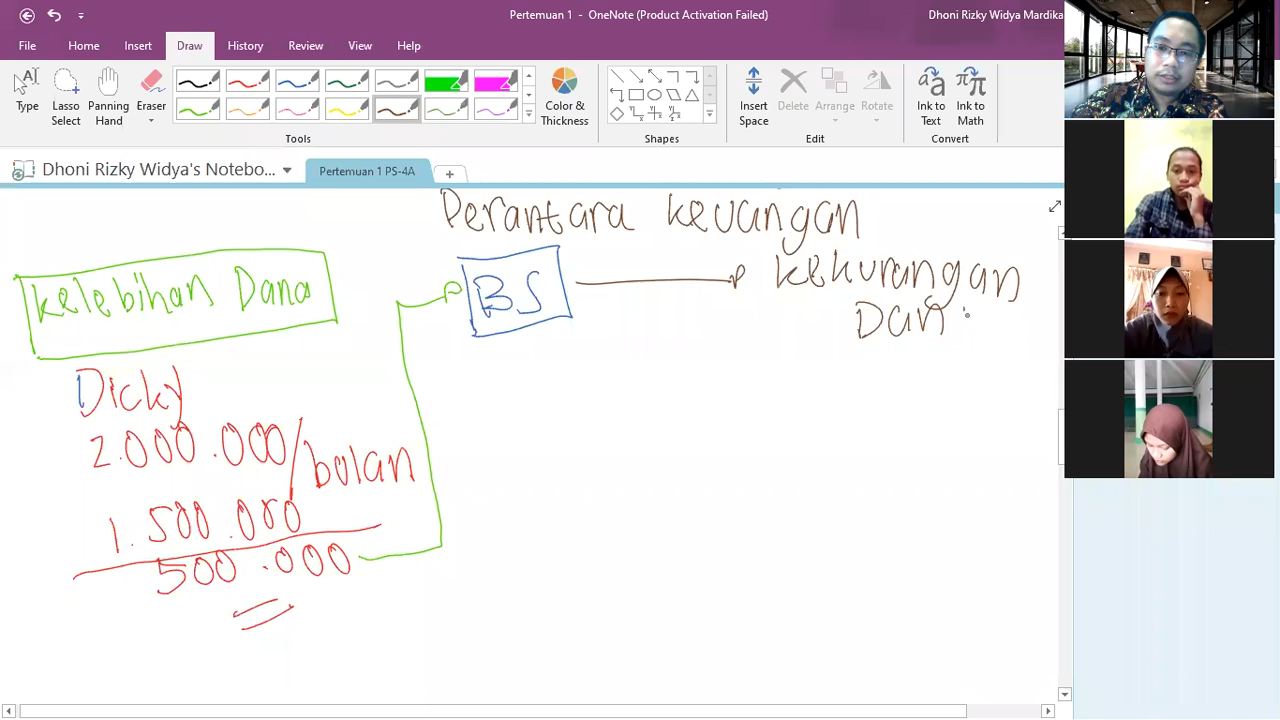 Pertemuan 1 - OneNote (Product Activation Failed)
Dhoni Rizky Widya Mardika
File
Home
Insert
Draw
History
Review
View
Help
Type
Lasso
Select
Panning
Hand
Eraser
Color &
Thickness
Insert
Space
Delete
Arrange
Rotate
Ink to
Text
Ink to
Math
Tools
Shapes
Edit
Convert
Dhoni Rizky Widya's Notebo...
Pertemuan 1 PS-4A
Perantara keuangan
kelebihan Dana
BS
kekurangan
Dan
Dicky
2.000.000/bulan
1.500.000
500.000